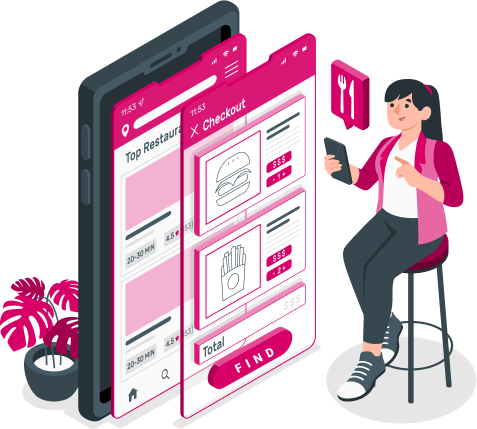 11:53
Top Restaura
20-30 MIN
4.5
20-30 MIN
4.5
11:53
X Checkout
$$$
- 1 +
$$$
- 2 +
$$$
Total
FIND